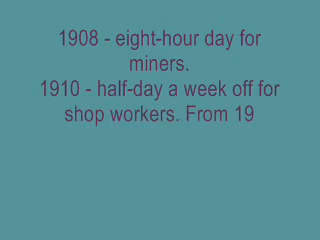 1908 - eight-hour day for
miners.
1910 - half-day a week off for
shop workers. From 19